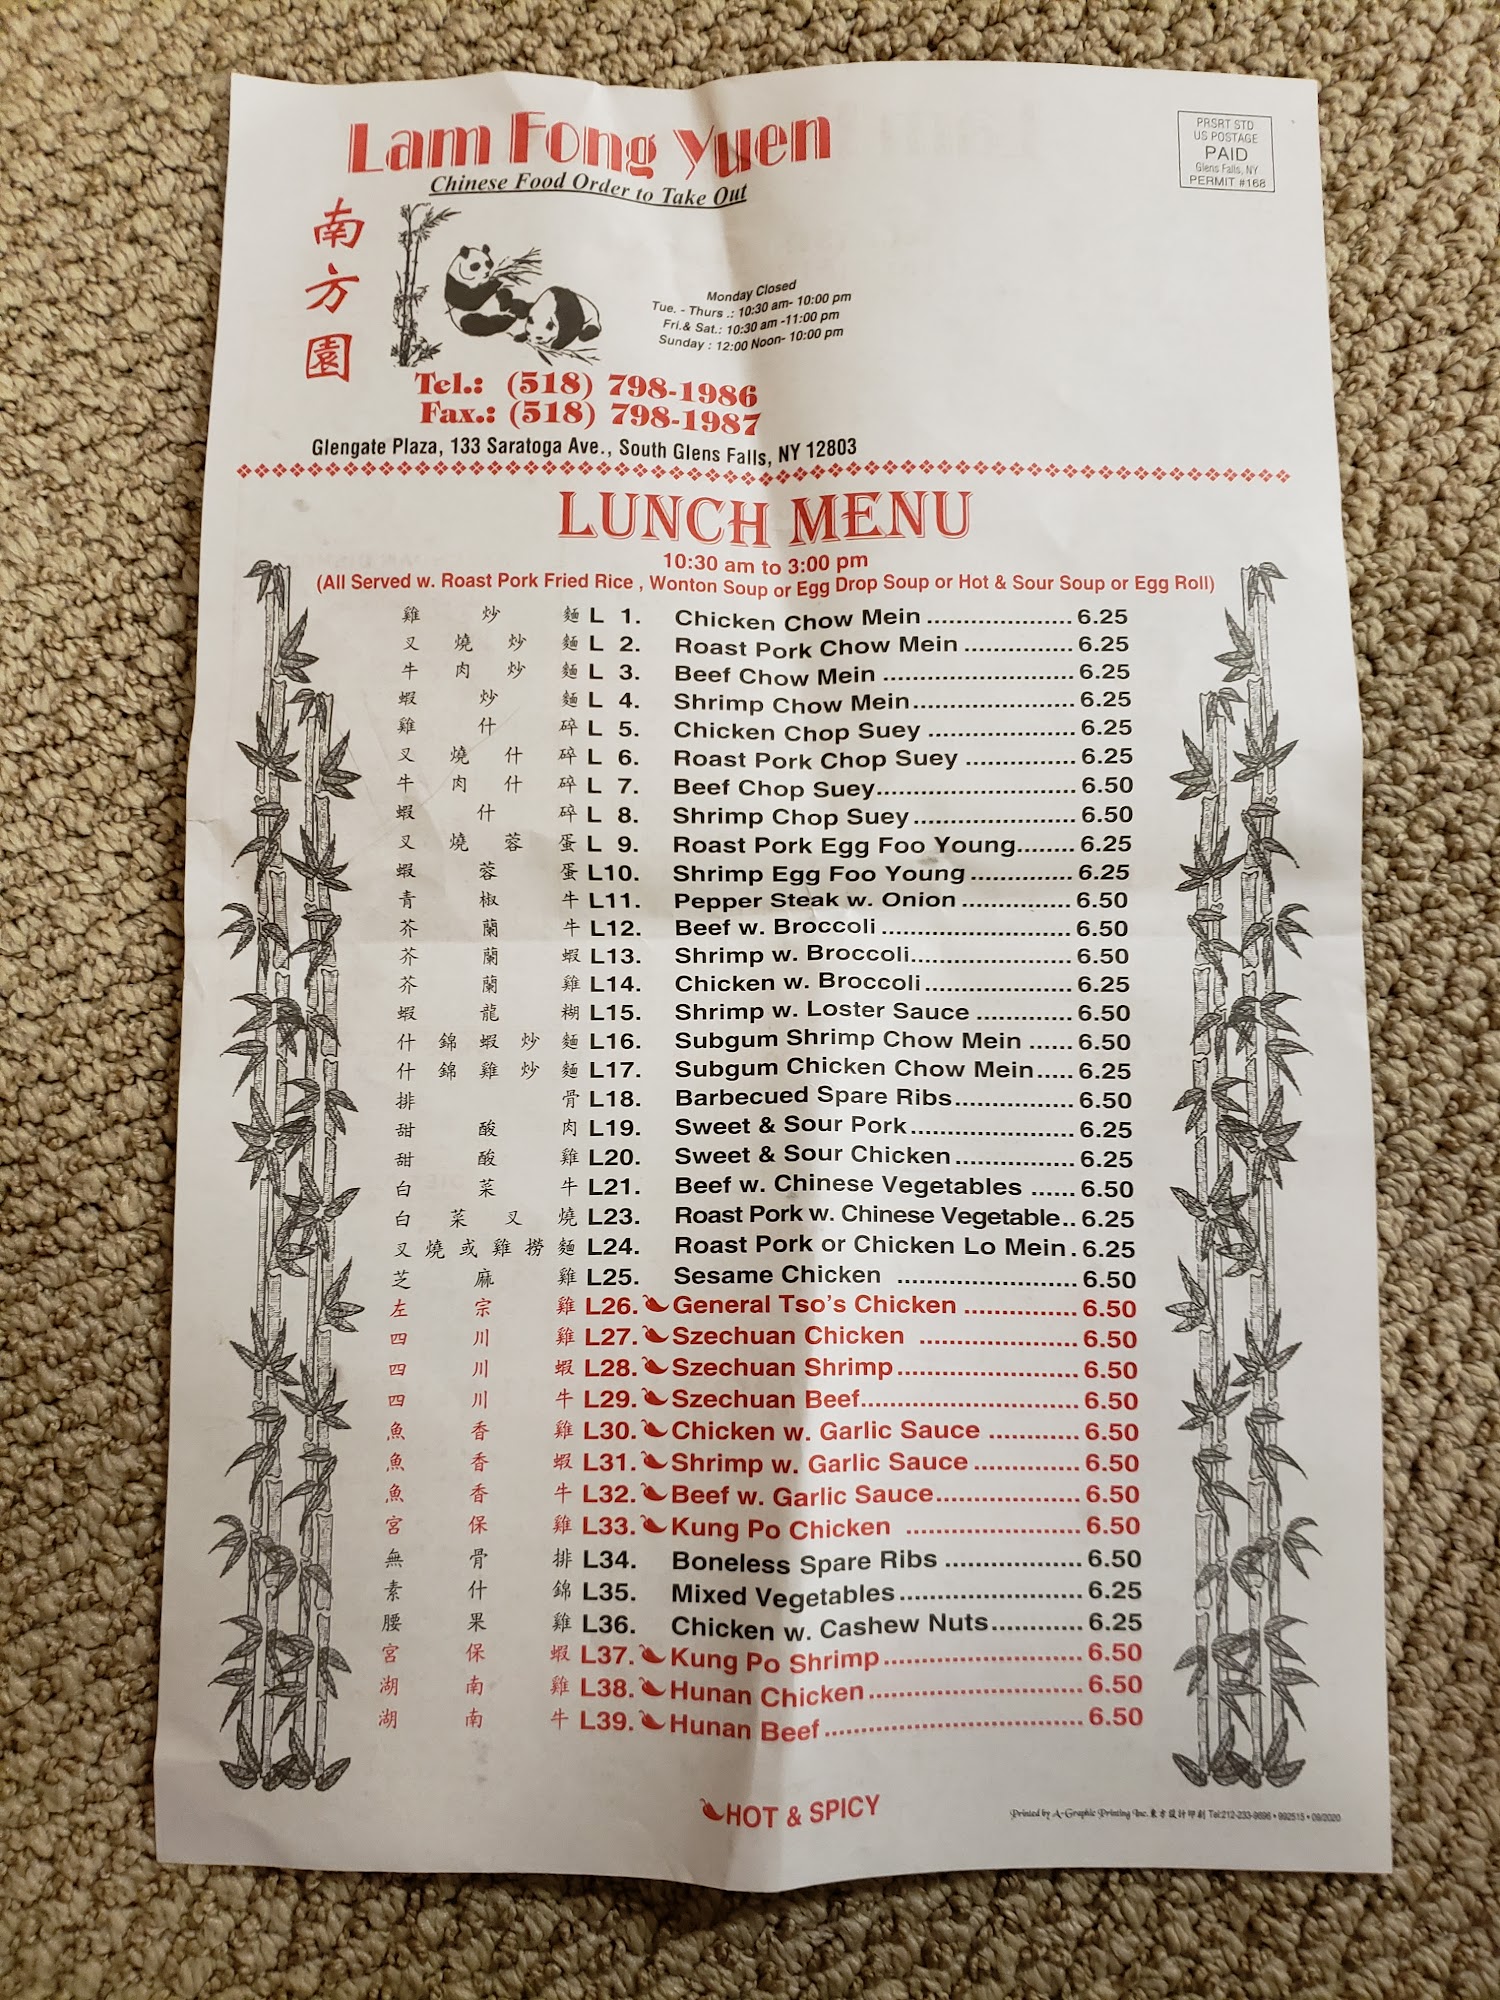 Lam Fong Yuen
Chinese Food Order to Take Out
南方園
PRSRT STD
US POSTAGE
PAID
Glens Falls, NY
PERMIT #168
Monday Closed
Tue. - Thurs .: 10:30 am- 10:00 pm
Fri.& Sat.: 10:30 am -11:00 pm
Sunday : 12:00 Noon- 10:00 pm
Tel.: (518) 798-1986
Fax.: (518) 798-1987
Glengate Plaza, 133 Saratoga Ave., South Glens Falls, NY 12803
LUNCH MENU
10:30 am to 3:00 pm
(All Served w. Roast Pork Fried Rice , Wonton Soup or Egg Drop Soup or Hot & Sour Soup or Egg Roll)
雞炒麵 L 1. Chicken Chow Mein ..................... 6.25
叉燒炒麵 L 2. Roast Pork Chow Mein ................ 6.25
牛肉炒麵 L 3. Beef Chow Mein ............................ 6.25
蝦炒麵 L 4. Shrimp Chow Mein........................ 6.25
雞什碎 L 5. Chicken Chop Suey ...................... 6.25
叉燒什碎 L 6. Roast Pork Chop Suey ................ 6.25
牛肉什碎 L 7. Beef Chop Suey............................. 6.50
蝦什碎 L 8. Shrimp Chop Suey........................ 6.50
叉燒蓉蛋 L 9. Roast Pork Egg Foo Young........ 6.25
蝦蓉蛋 L10. Shrimp Egg Foo Young ............... 6.25
青椒牛 L11. Pepper Steak w. Onion ................ 6.50
芥蘭牛 L12. Beef w. Broccoli ............................ 6.50
芥蘭蝦 L13. Shrimp w. Broccoli........................ 6.50
芥蘭雞 L14. Chicken w. Broccoli...................... 6.25
蝦龍糊 L15. Shrimp w. Loster Sauce .............. 6.50
什錦蝦炒麵 L16. Subgum Shrimp Chow Mein ...... 6.50
什錦雞炒麵 L17. Subgum Chicken Chow Mein..... 6.25
排骨 L18. Barbecued Spare Ribs................. 6.50
甜酸肉 L19. Sweet & Sour Pork........................ 6.25
甜酸雞 L20. Sweet & Sour Chicken.................. 6.25
白菜牛 L21. Beef w. Chinese Vegetables ...... 6.50
白菜叉燒 L23. Roast Pork w. Chinese Vegetable.. 6.25
叉燒或雞撈麵 L24. Roast Pork or Chicken Lo Mein . 6.25
芝麻雞 L25. Sesame Chicken .......................... 6.50
左宗雞 L26. General Tso's Chicken ................ 6.50
四川雞 L27. Szechuan Chicken ....................... 6.50
四川蝦 L28. Szechuan Shrimp.......................... 6.50
四川牛 L29. Szechuan Beef............................... 6.50
魚香雞 L30. Chicken w. Garlic Sauce ............. 6.50
魚香蝦 L31. Shrimp w. Garlic Sauce ............... 6.50
魚香牛 L32. Beef w. Garlic Sauce..................... 6.50
宮保雞 L33. Kung Po Chicken ......................... 6.50
無骨排 L34. Boneless Spare Ribs .................... 6.50
素什錦 L35. Mixed Vegetables........................... 6.25
腰果雞 L36. Chicken w. Cashew Nuts............. 6.25
宮保蝦 L37. Kung Po Shrimp............................. 6.50
湖南雞 L38. Hunan Chicken............................... 6.50
湖南牛 L39. Hunan Beef ..................................... 6.50
HOT & SPICY
Printed by A-Graphic Printing Inc.東方設計印刷 Tel:212-233-9696 • 992515 • 09/2020